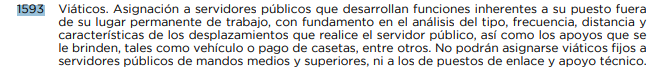 1593 Viáticos. Asignación a servidores públicos que desarrollan funciones inherentes a su puesto fuera
de su lugar permanente de trabajo, con fundamento en el análisis del tipo, frecuencia, distancia y
características de los desplazamientos que realice el servidor público, así como los apoyos que se
le brinden, tales como vehículo o pago de casetas, entre otros. No podrán asignarse viáticos fijos a
servidores públicos de mandos medios y superiores, ni a los de puestos de enlace y apoyo técnico.